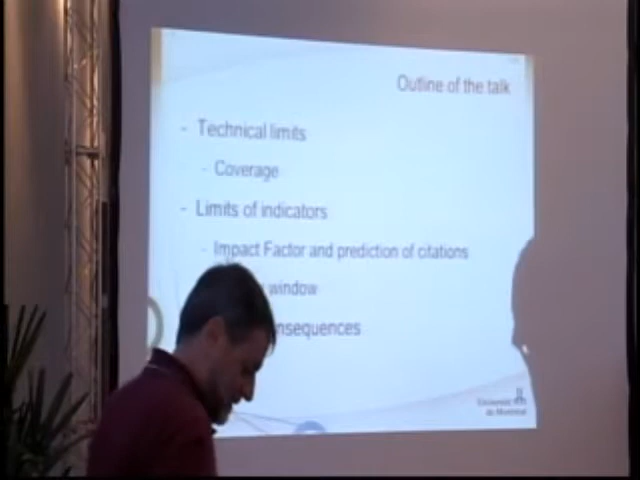 Outline of the talk
- Technical limits
- Coverage
- Limits of indicators
- Impact Factor and prediction of citations
window
nsequences
Université
de Montréal